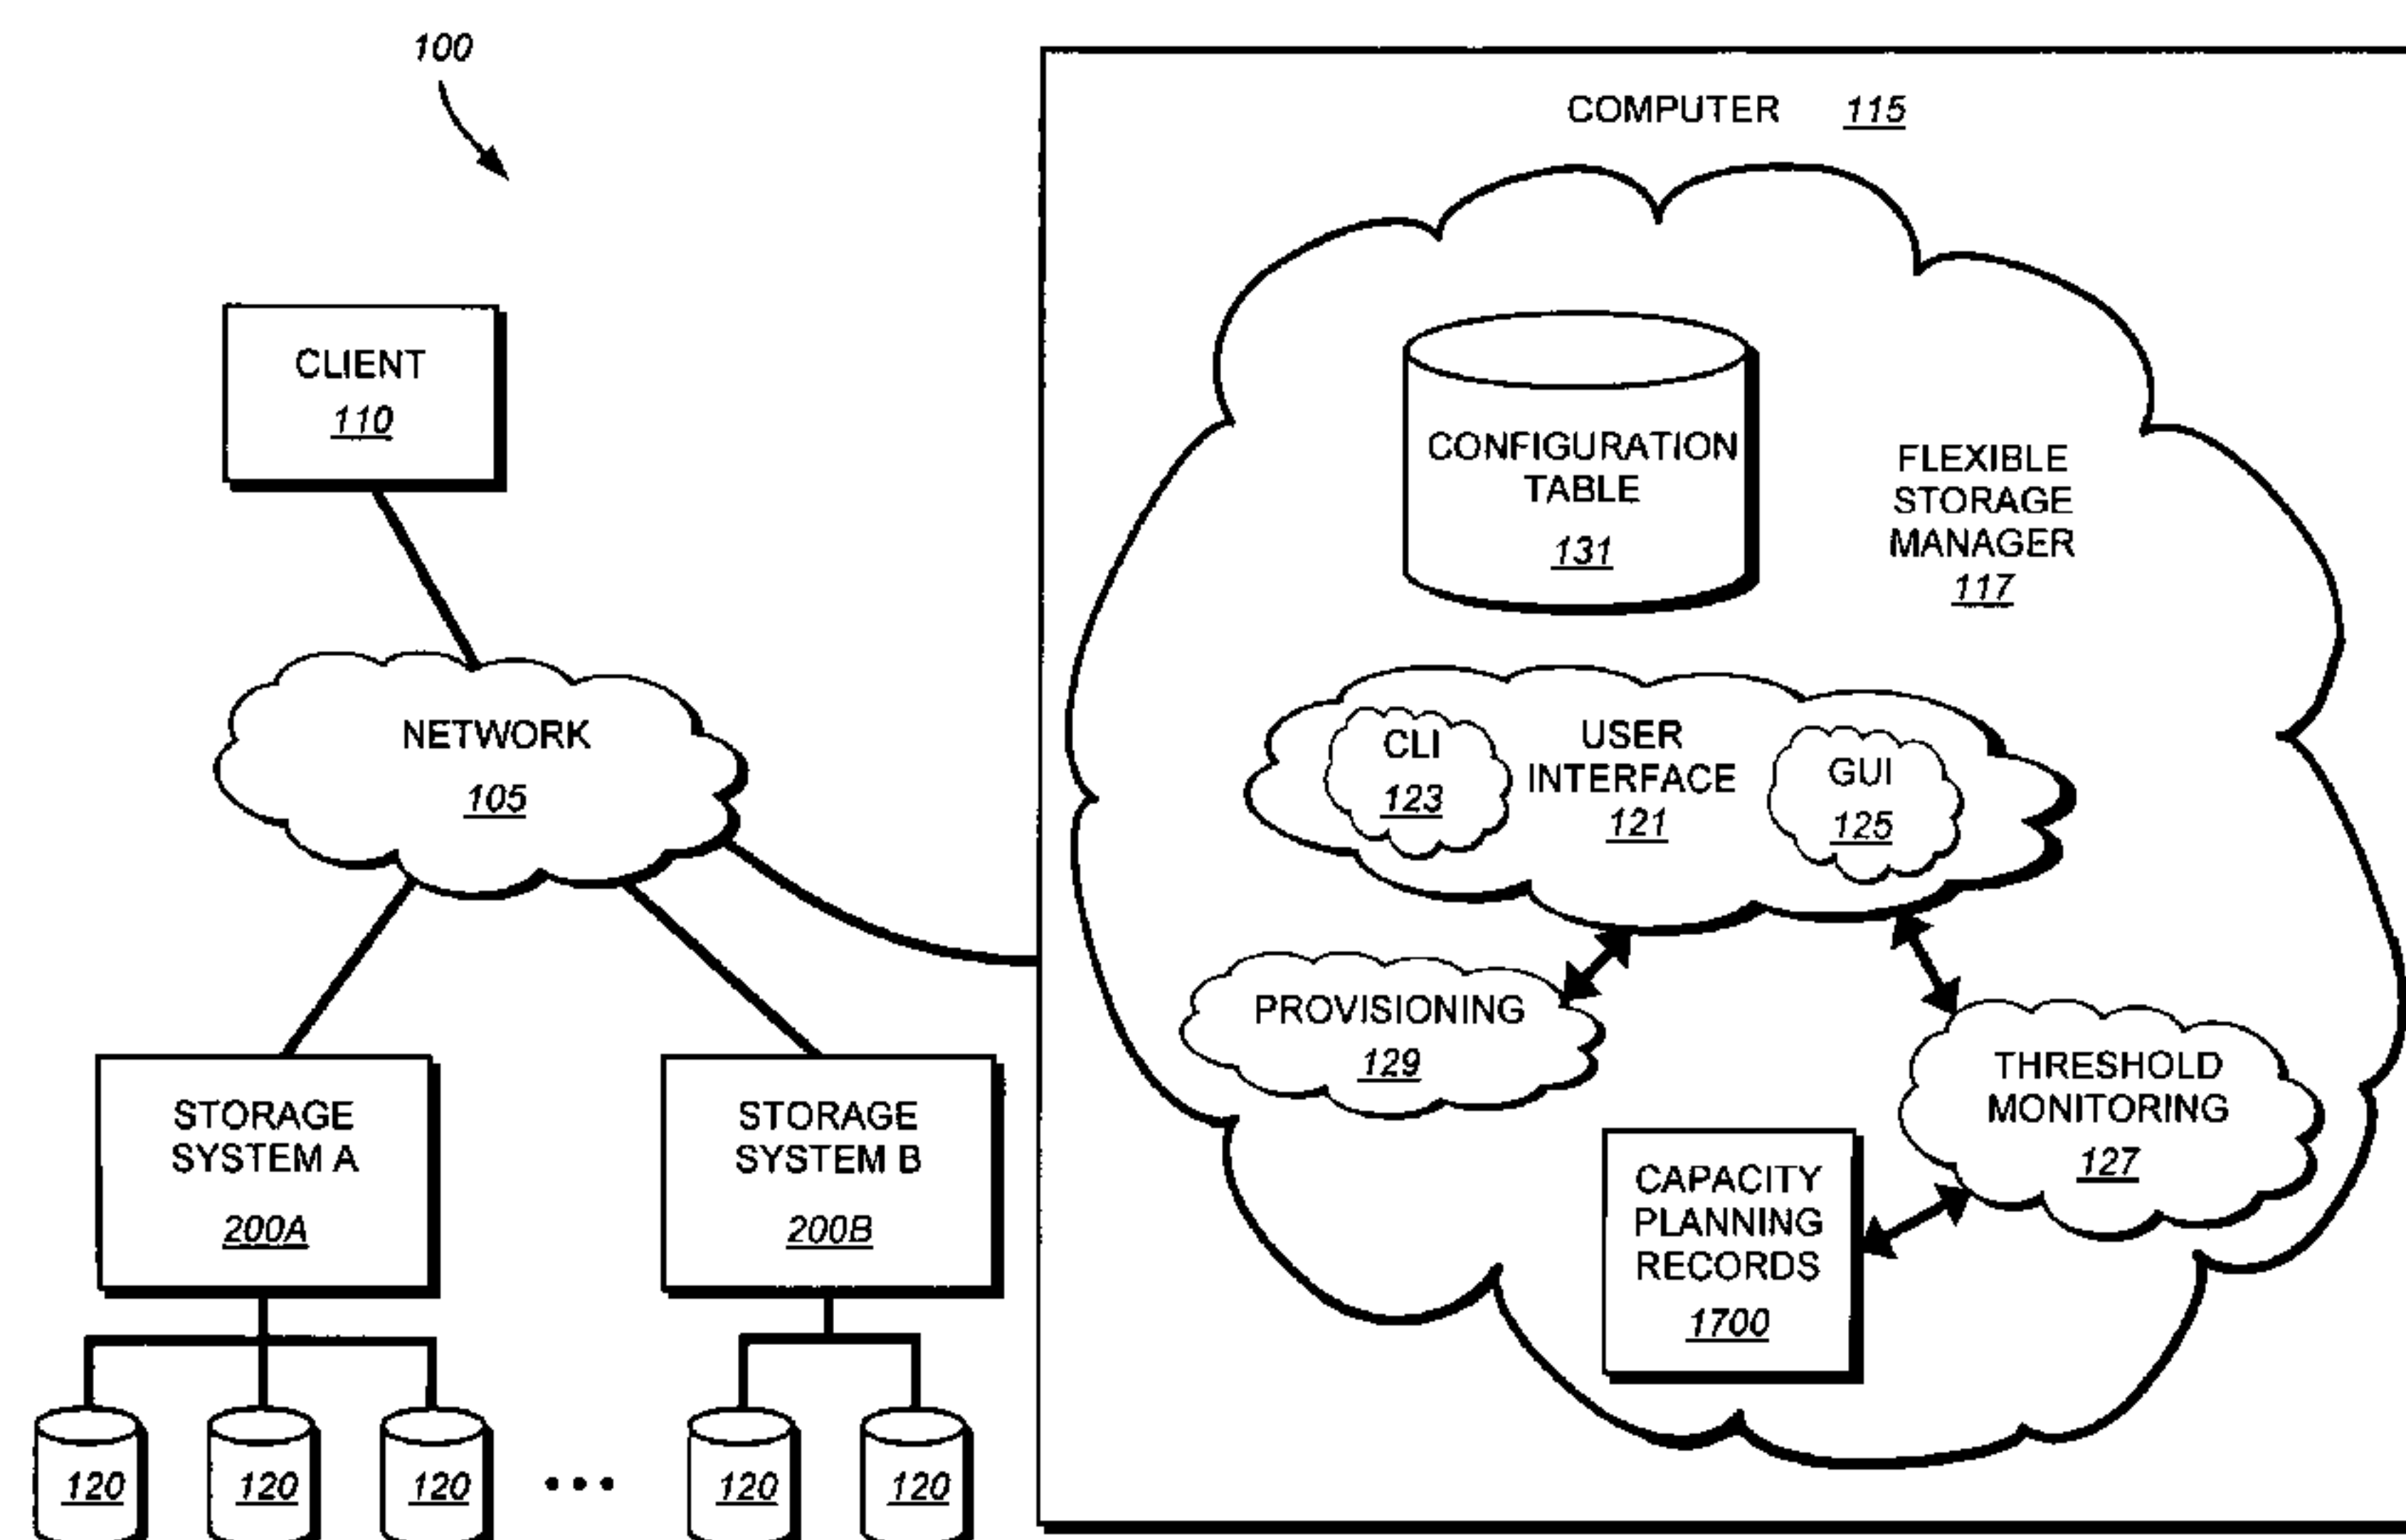 100
COMPUTER 115
CLIENT
110
CONFIGURATION
TABLE
131
FLEXIBLE
STORAGE
MANAGER
117
NETWORK
105
CLI
123
USER
INTERFACE
121
GUI
125
PROVISIONING
129
THRESHOLD
MONITORING
127
STORAGE
SYSTEM A
200A
STORAGE
SYSTEM B
200B
CAPACITY
PLANNING
RECORDS
1700
120 120 120 ••• 120 120